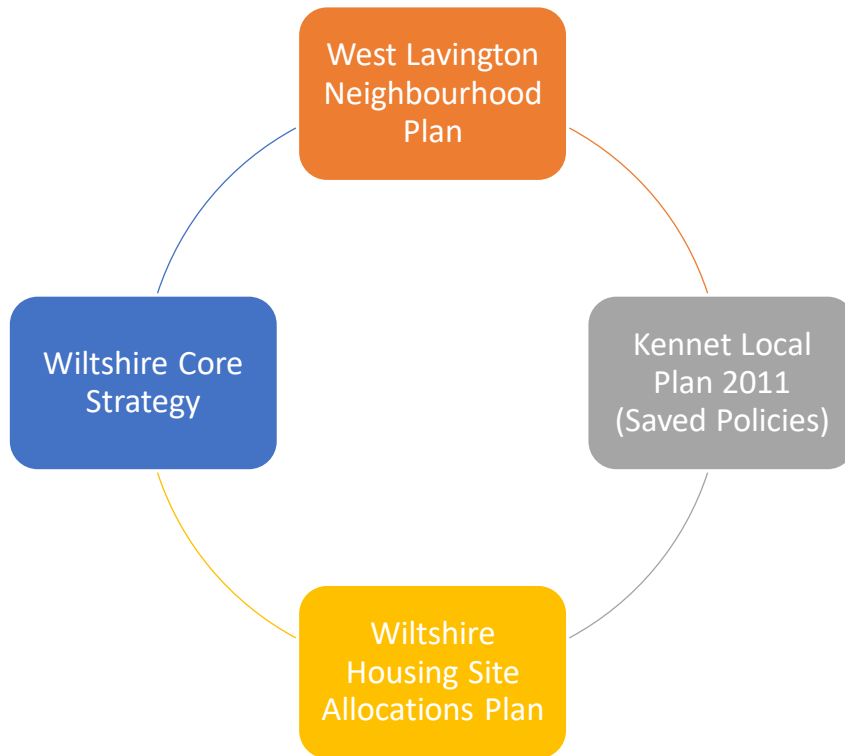 West Lavington
Neighbourhood
Plan
Wiltshire Core
Strategy
Kennet Local
Plan 2011
(Saved Policies)
Wiltshire
Housing Site
Allocations Plan